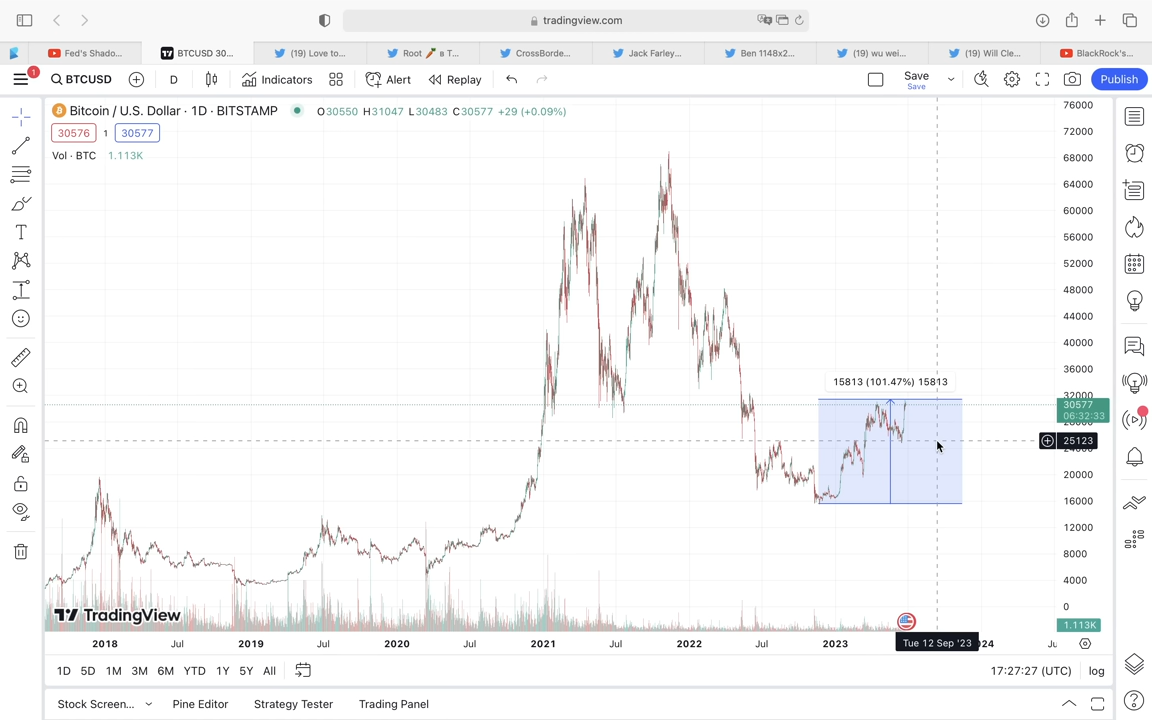 tradingview.com
Fed's Shado...
BTCUSD 30...
(19) Love to...
Root 🥕 в T...
CrossBorde...
Jack Farley...
Ben 1148x2...
(19) wu wei...
(19) Will Cle...
BlackRock's...
1
BTCUSD
D
Indicators
Alert
Replay
Save
Save
Publish
Bitcoin / U.S. Dollar · 1D · BITSTAMP
O30550 H31047 L30483 C30577 +29 (+0.09%)
30576 1 30577
Vol · BTC 1.113K
76000
72000
68000
64000
60000
56000
52000
48000
44000
40000
36000
32000
15813 (101.47%) 15813
30577
06:32:33
25123
20000
16000
12000
8000
4000
0
1.113K
TradingView
2018 Jul 2019 Jul 2020 Jul 2021 Jul 2022 Jul 2023 Tue 12 Sep '23 24
1D 5D 1M 3M 6M YTD 1Y 5Y All
17:27:27 (UTC) log
Stock Screen... Pine Editor Strategy Tester Trading Panel